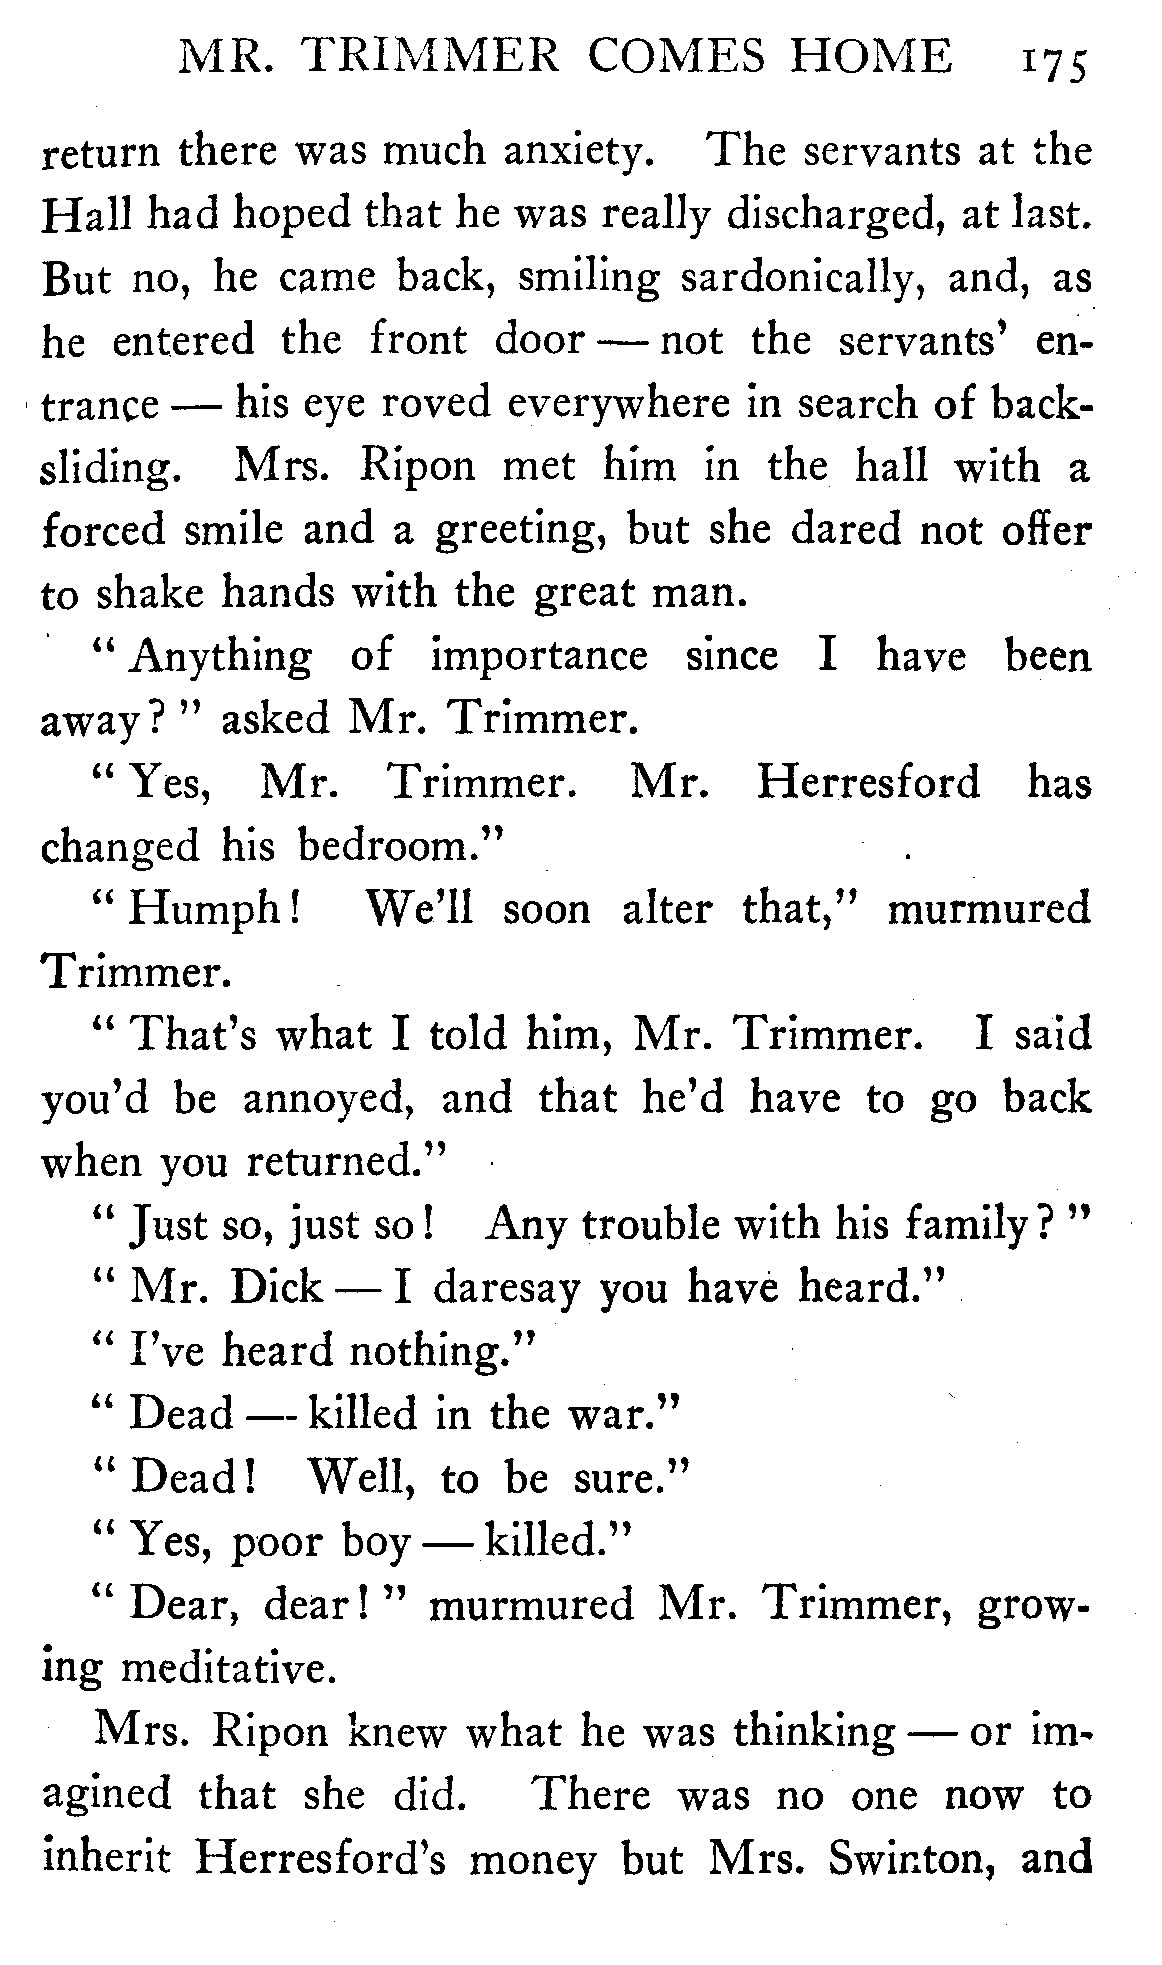 MR. TRIMMER COMES HOME 175
return there was much anxiety. The servants at the
Hall had hoped that he was really discharged, at last.
But no, he came back, smiling sardonically, and, as
he entered the front door — not the servants' en-
trance — his eye roved everywhere in search of back-
sliding. Mrs. Ripon met him in the hall with a
forced smile and a greeting, but she dared not offer
to shake hands with the great man.
" Anything of importance since I have been
away? " asked Mr. Trimmer.
" Yes, Mr. Trimmer. Mr. Herresford has
changed his bedroom."
" Humph! We'll soon alter that," murmured
Trimmer.
" That's what I told him, Mr. Trimmer. I said
you'd be annoyed, and that he'd have to go back
when you returned."
" Just so, just so! Any trouble with his family? "
" Mr. Dick — I daresay you have heard."
" I've heard nothing."
" Dead — killed in the war."
" Dead! Well, to be sure."
" Yes, poor boy — killed."
" Dear, dear! " murmured Mr. Trimmer, grow-
ing meditative.
Mrs. Ripon knew what he was thinking — or im-
agined that she did. There was no one now to
inherit Herresford's money but Mrs. Swinton, and